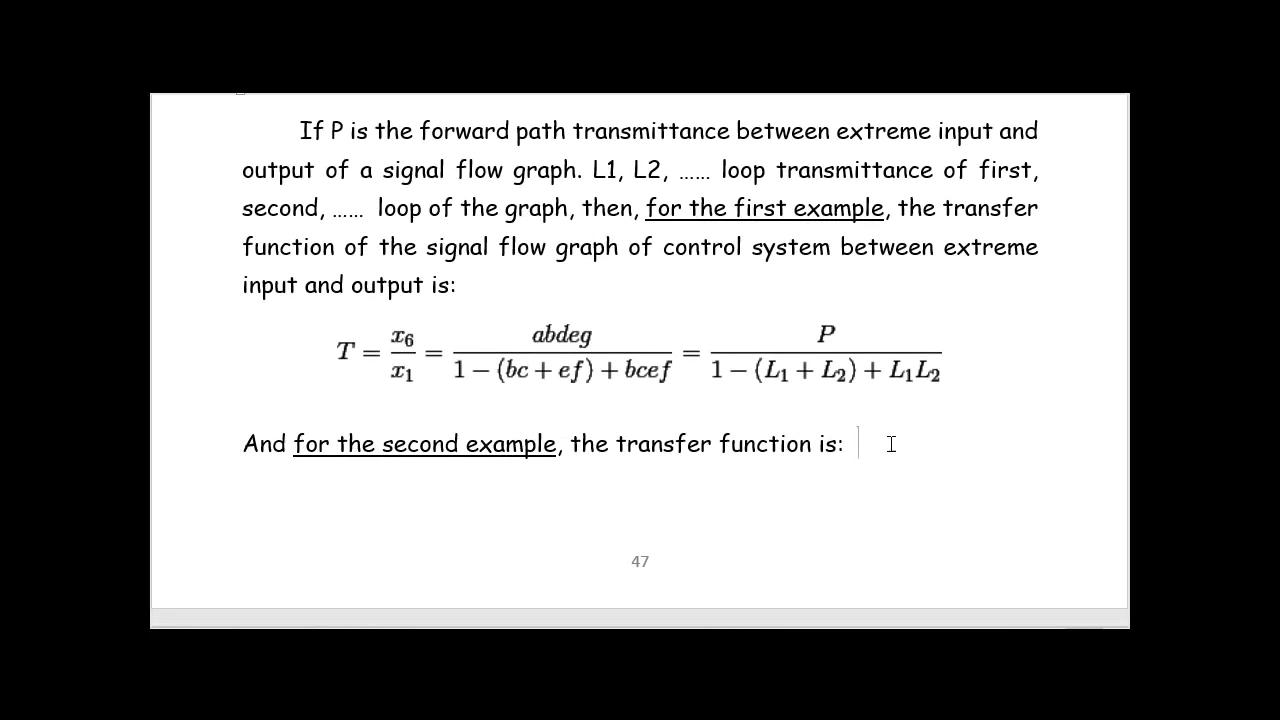 If P is the forward path transmittance between extreme input and
output of a signal flow graph. L1, L2, ...... loop transmittance of first,
second, ...... loop of the graph, then, for the first example, the transfer
function of the signal flow graph of control system between extreme
input and output is:
T = x₆/x₁ = abdeg/(1 − (bc + ef) + bcef) = P/(1 − (L₁ + L₂) + L₁L₂)
And for the second example, the transfer function is:
47